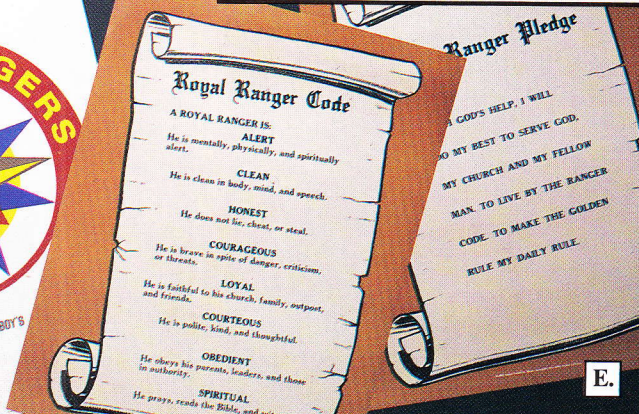 GERS
BOY'S
Royal Ranger Code
A ROYAL RANGER IS:
ALERT
He is mentally, physically, and spiritually
alert.
CLEAN
He is clean in body, mind, and speech.
HONEST
He does not lie, cheat, or steal.
COURAGEOUS
He is brave in spite of danger, criticism,
or threats.
LOYAL
He is faithful to his church, family, outpost,
and friends.
COURTEOUS
He is polite, kind, and thoughtful.
OBEDIENT
He obeys his parents, leaders, and those
in authority.
SPIRITUAL
He prays, reads the Bible, and
Ranger Pledge
GOD'S HELP, I WILL
DO MY BEST TO SERVE GOD,
MY CHURCH AND MY FELLOW
MAN. TO LIVE BY THE RANGER
CODE. TO MAKE THE GOLDEN
RULE MY DAILY RULE.
E.